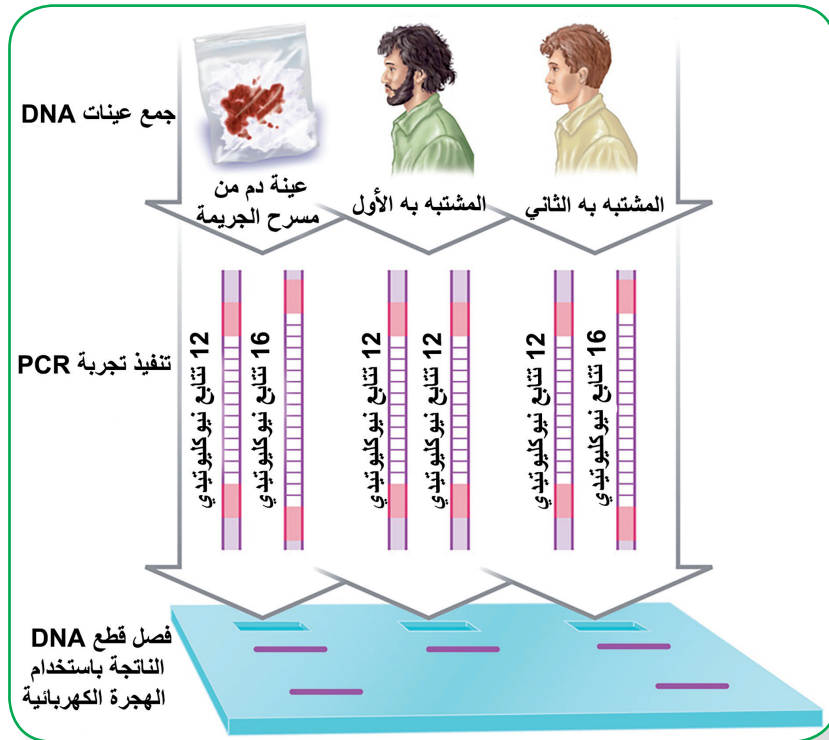 جمع عينات DNA
عينة دم من
مسرح الجريمة
المشتبه به الأول
المشتبه به الثاني
تنفيذ تجربة PCR
12 تتابع نيوكليوتيدي
16 تتابع نيوكليوتيدي
12 تتابع نيوكليوتيدي
12 تتابع نيوكليوتيدي
12 تتابع نيوكليوتيدي
16 تتابع نيوكليوتيدي
فصل قطع DNA
الناتجة باستخدام
الهجرة الكهربائية